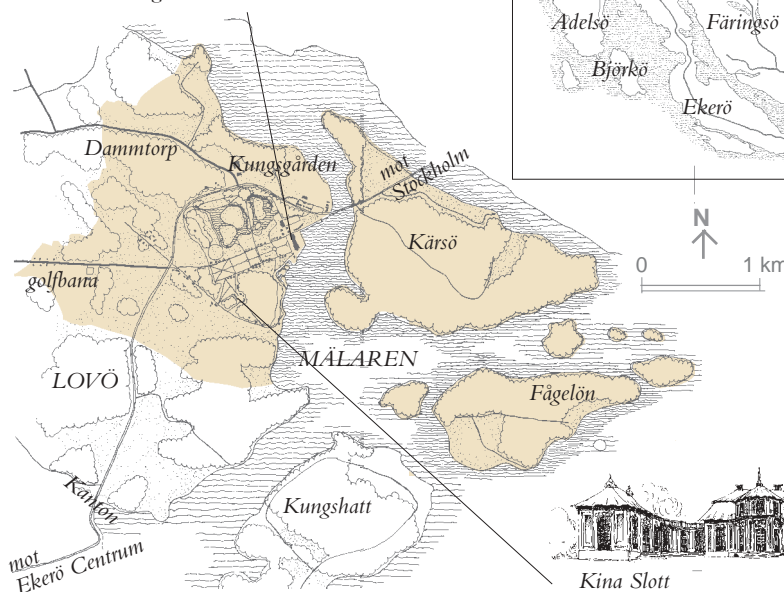 Adelsö
Färingsö
Björkö
Ekerö
Dammtorp
Kungsgården
mot
Stockholm
N
Kärsö
0 1 km
golfbana
MÄLAREN
LOVÖ
Fågelön
Kanton
Kungshatt
mot
Ekerö Centrum
Kina Slott